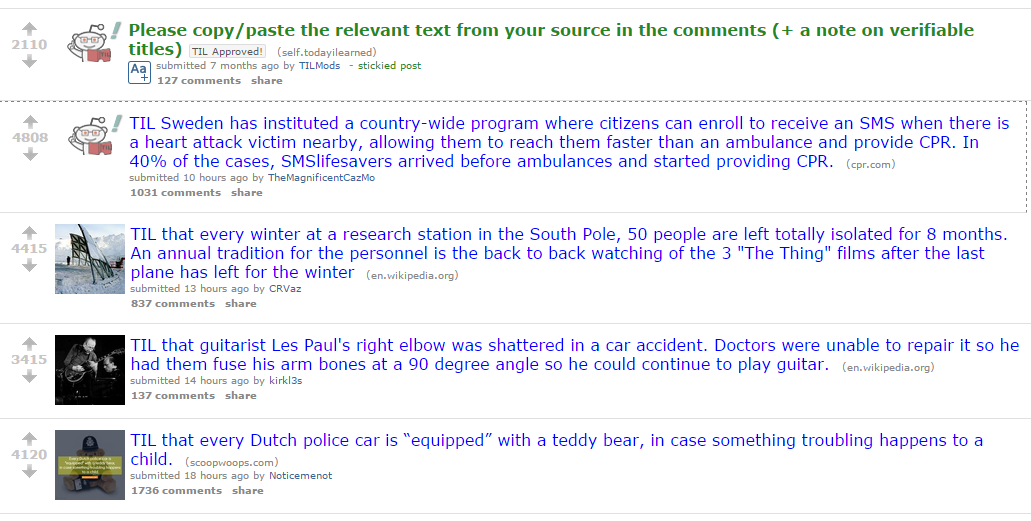 2110
Please copy/paste the relevant text from your source in the comments (+ a note on verifiable
titles) TIL Approved! (self.todayilearned)
Aa+ submitted 7 months ago by TILMods - stickied post
127 comments share
4808
TIL Sweden has instituted a country-wide program where citizens can enroll to receive an SMS when there is
a heart attack victim nearby, allowing them to reach them faster than an ambulance and provide CPR. In
40% of the cases, SMSlifesavers arrived before ambulances and started providing CPR. (cpr.com)
submitted 10 hours ago by TheMagnificentCazMo
1031 comments share
4415
TIL that every winter at a research station in the South Pole, 50 people are left totally isolated for 8 months.
An annual tradition for the personnel is the back to back watching of the 3 "The Thing" films after the last
plane has left for the winter (en.wikipedia.org)
submitted 13 hours ago by CRVaz
837 comments share
3415
TIL that guitarist Les Paul's right elbow was shattered in a car accident. Doctors were unable to repair it so he
had them fuse his arm bones at a 90 degree angle so he could continue to play guitar. (en.wikipedia.org)
submitted 14 hours ago by kirkl3s
137 comments share
4120
TIL that every Dutch police car is “equipped” with a teddy bear, in case something troubling happens to a
child. (scoopwoops.com)
submitted 18 hours ago by Noticemenot
1736 comments share